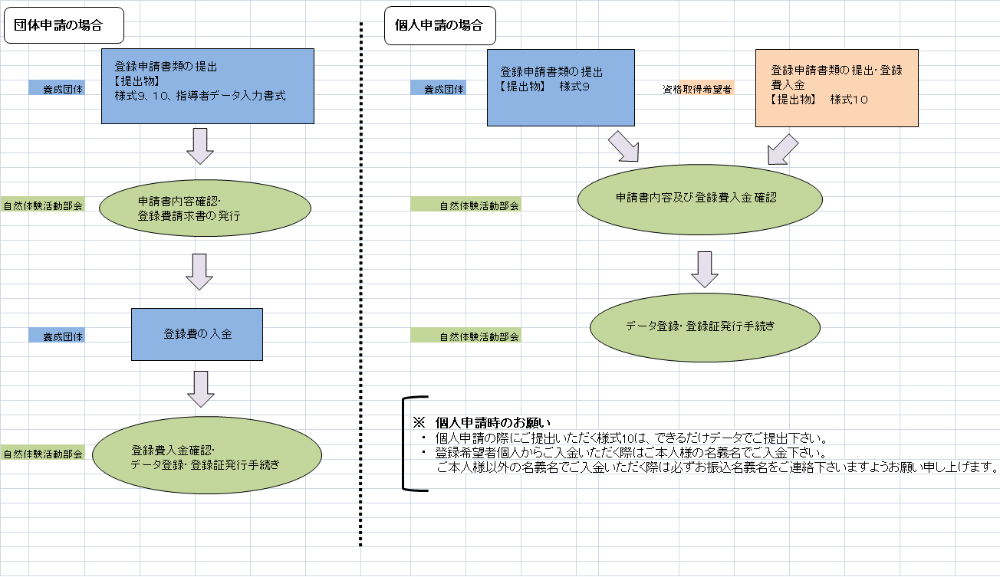 団体申請の場合
養成団体
登録申請書類の提出
【提出物】
様式９、１０、指導者データ入力書式
自然体験活動部会
申請書内容確認・
登録費請求書の発行
養成団体
登録費の入金
自然体験活動部会
登録費入金確認・
データ登録・登録証発行手続き
個人申請の場合
養成団体
登録申請書類の提出
【提出物】　様式９
資格取得希望者
登録申請書類の提出・登録
費入金
【提出物】　様式１０
自然体験活動部会
申請書内容及び登録費入金確認
自然体験活動部会
データ登録・登録証発行手続き
※　個人申請時のお願い
・　個人申請の際にご提出いただく様式10は、できるだけデータでご提出下さい。
・　登録希望者個人からご入金いただく際はご本人様の名義名でご入金下さい。
ご本人様以外の名義名でご入金いただく際は必ずお振込名義名をご連絡下さいますようお願い申し上げます。